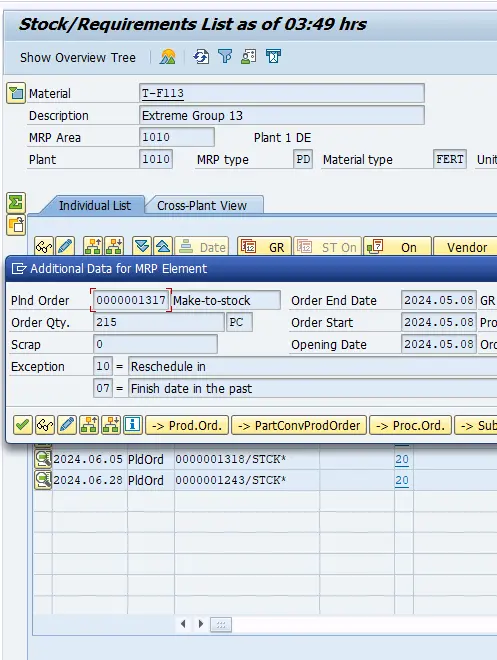 Stock/Requirements List as of 03:49 hrs
Show Overview Tree
Material T-F113
Description Extreme Group 13
MRP Area 1010 Plant 1 DE
Plant 1010 MRP type PD Material type FERT Unit
Individual List Cross-Plant View
Date GR ST On On Vendor
Additional Data for MRP Element
Plnd Order 0000001317 Make-to-stock Order End Date 2024.05.08 GR
Order Qty. 215 PC Order Start 2024.05.08 Pro
Scrap 0 Opening Date 2024.05.08 Ord
Exception 10 = Reschedule in
07 = Finish date in the past
-> Prod.Ord. -> PartConvProdOrder -> Proc.Ord. -> Sub
2024.06.05 PldOrd 0000001318/STCK* 20
2024.06.28 PldOrd 0000001243/STCK* 20